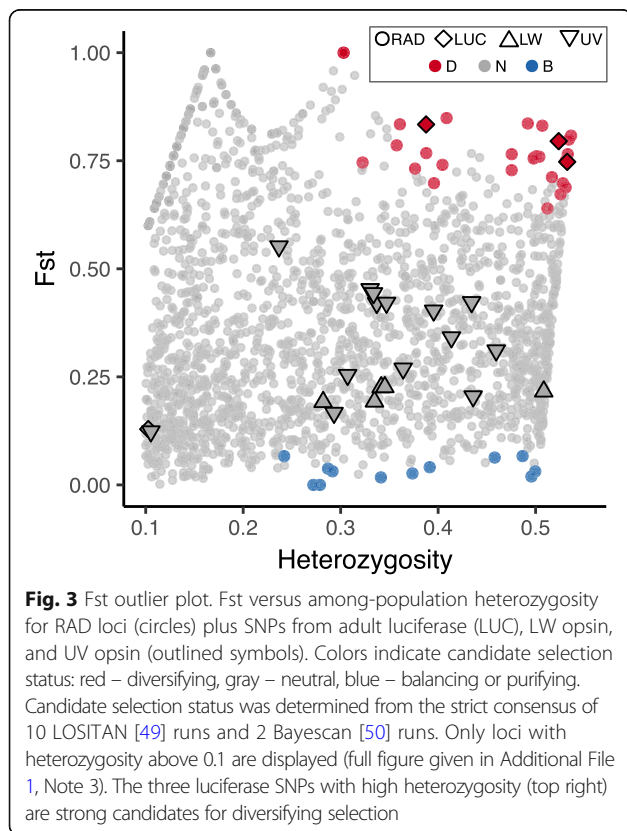 RAD LUC LW UV
D N B
1.00
0.75
0.50
0.25
0.00
Fst
0.1 0.2 0.3 0.4 0.5
Heterozygosity
Fig. 3 Fst outlier plot. Fst versus among-population heterozygosity
for RAD loci (circles) plus SNPs from adult luciferase (LUC), LW opsin,
and UV opsin (outlined symbols). Colors indicate candidate selection
status: red – diversifying, gray – neutral, blue – balancing or purifying.
Candidate selection status was determined from the strict consensus of
10 LOSITAN [49] runs and 2 Bayescan [50] runs. Only loci with
heterozygosity above 0.1 are displayed (full figure given in Additional File
1, Note 3). The three luciferase SNPs with high heterozygosity (top right)
are strong candidates for diversifying selection